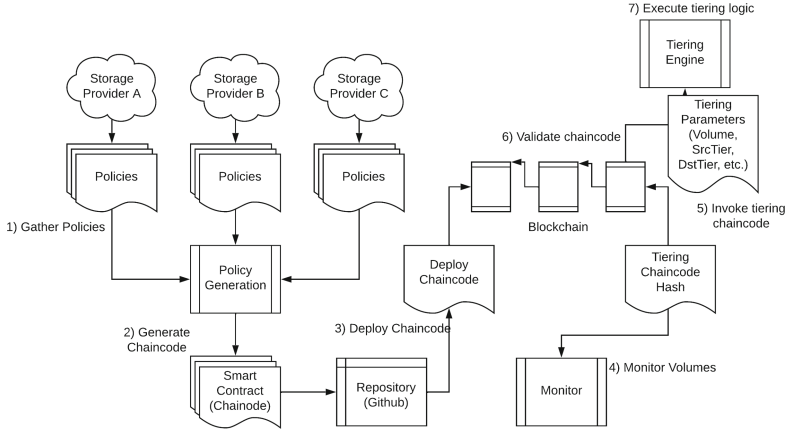 7) Execute tiering logic
Tiering
Engine
Storage
Provider A
Storage
Provider B
Storage
Provider C
Tiering
Parameters
(Volume,
SrcTier,
DstTier, etc.)
6) Validate chaincode
Policies
Policies
Policies
5) Invoke tiering
chaincode
1) Gather Policies
Blockchain
Policy
Generation
Deploy
Chaincode
Tiering
Chaincode
Hash
2) Generate
Chaincode
3) Deploy Chaincode
Smart
Contract
(Chainode)
Repository
(Github)
Monitor
4) Monitor Volumes